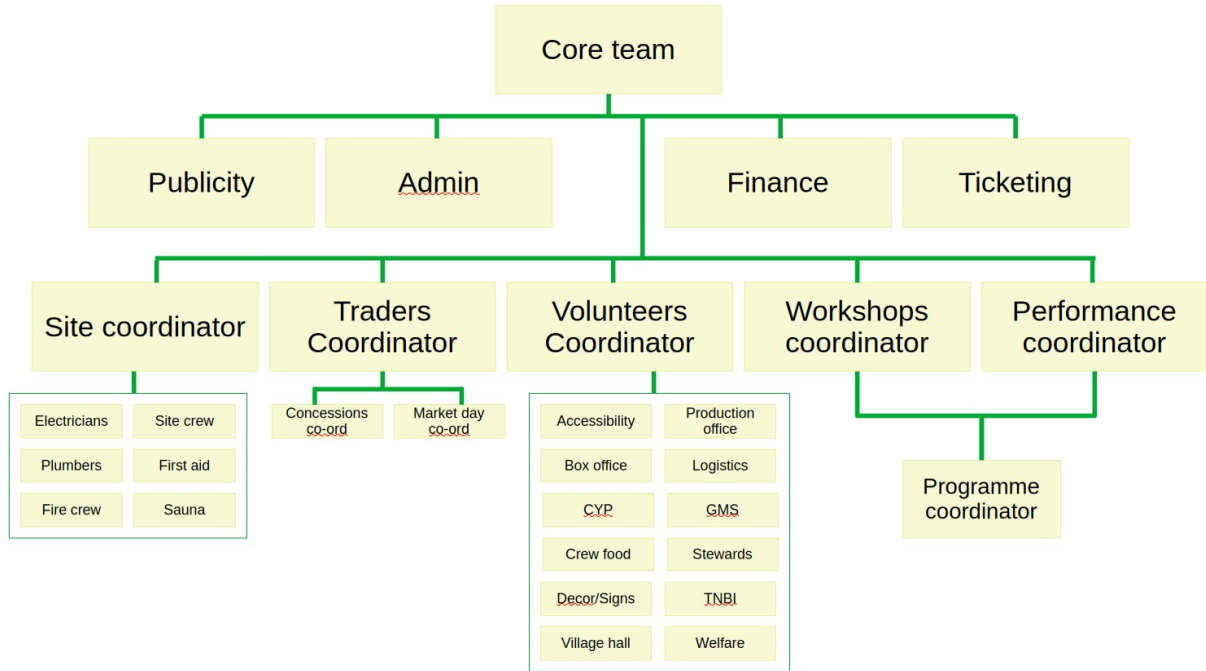 Core team
Publicity
Admin
Finance
Ticketing
Site coordinator
Traders
Coordinator
Volunteers
Coordinator
Workshops
coordinator
Performance
coordinator
Electricians
Site crew
Plumbers
First aid
Fire crew
Sauna
Concessions
co-ord
Market day
co-ord
Accessibility
Production
office
Box office
Logistics
CYP
GMS
Crew food
Stewards
Decor/Signs
TNBI
Village hall
Welfare
Programme
coordinator